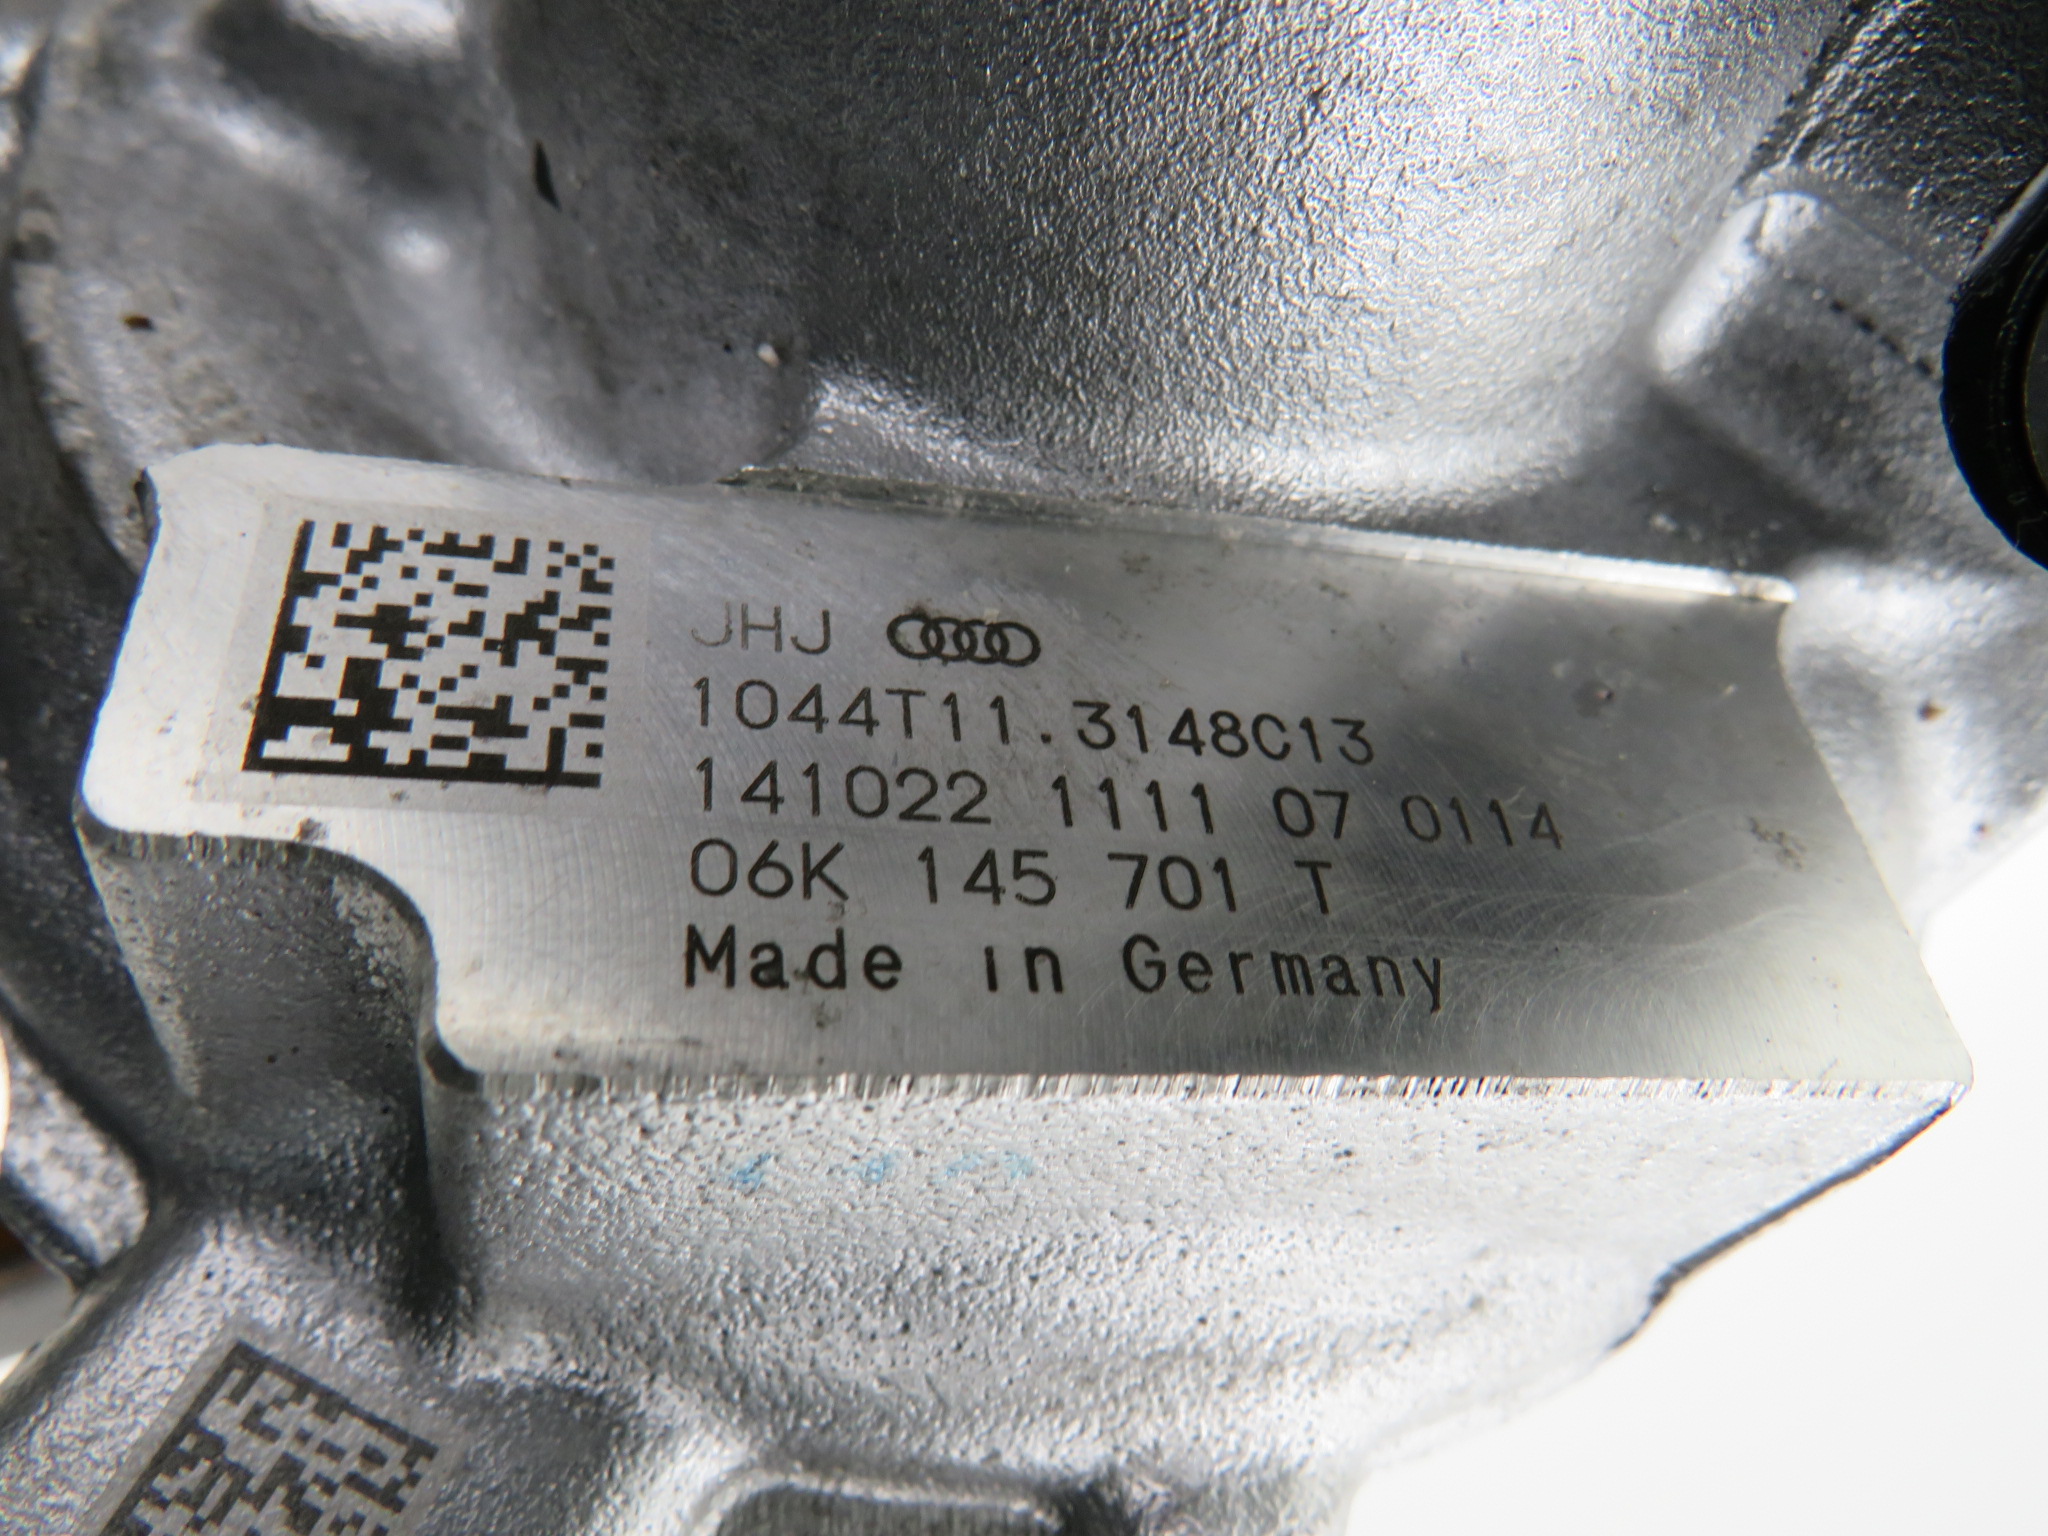 JHJ
1044T11.3148C13
141022 1111 07 0114
06K 145 701 T
Made in Germany